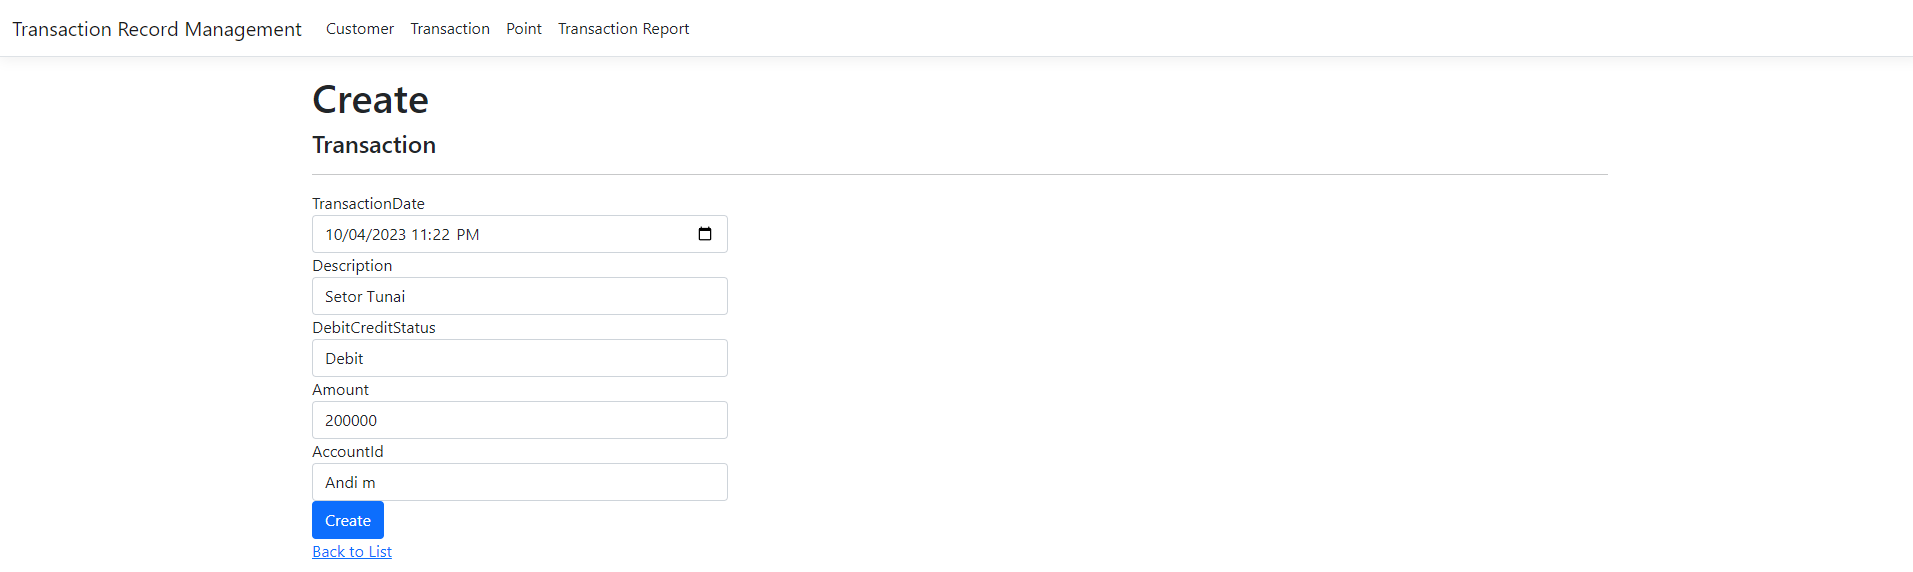 Transaction Record Management Customer Transaction Point Transaction Report
Create
Transaction
TransactionDate
10/04/2023 11:22 PM
Description
Setor Tunai
DebitCreditStatus
Debit
Amount
200000
AccountId
Andi m
Create
Back to List